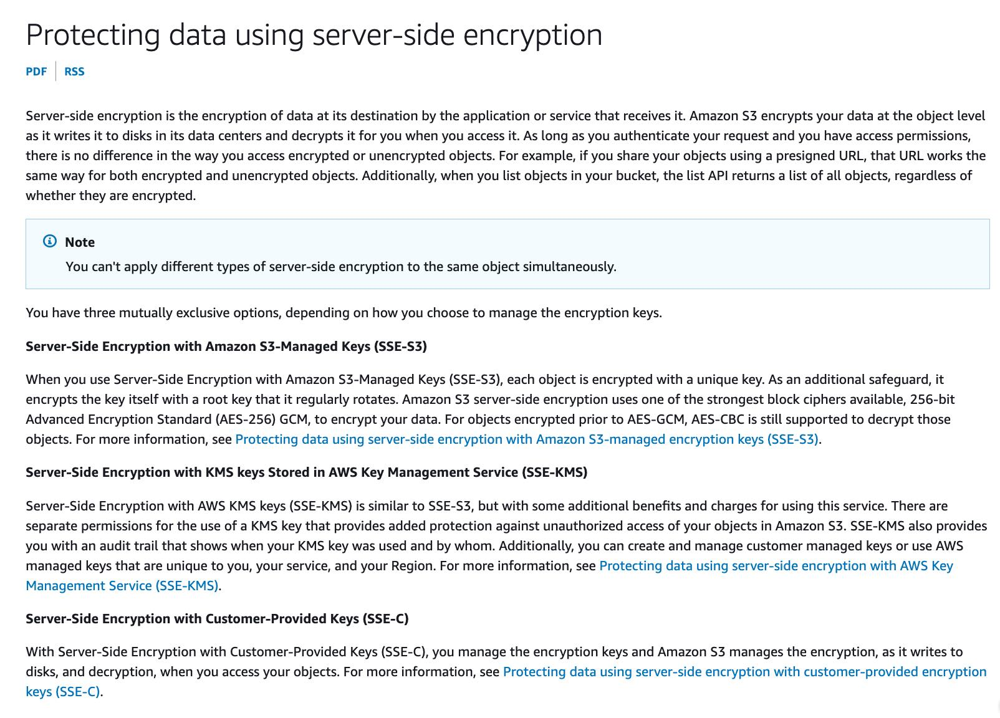 Protecting data using server-side encryption
PDF
RSS
Server-side encryption is the encryption of data at its destination by the application or service that receives it. Amazon S3 encrypts your data at the object level
as it writes it to disks in its data centers and decrypts it for you when you access it. As long as you authenticate your request and you have access permissions,
there is no difference in the way you access encrypted or unencrypted objects. For example, if you share your objects using a presigned URL, that URL works the
same way for both encrypted and unencrypted objects. Additionally, when you list objects in your bucket, the list API returns a list of all objects, regardless of
whether they are encrypted.
Note
You can't apply different types of server-side encryption to the same object simultaneously.
You have three mutually exclusive options, depending on how you choose to manage the encryption keys.
Server-Side Encryption with Amazon S3-Managed Keys (SSE-S3)
When you use Server-Side Encryption with Amazon S3-Managed Keys (SSE-S3), each object is encrypted with a unique key. As an additional safeguard, it
encrypts the key itself with a root key that it regularly rotates. Amazon S3 server-side encryption uses one of the strongest block ciphers available, 256-bit
Advanced Encryption Standard (AES-256) GCM, to encrypt your data. For objects encrypted prior to AES-GCM, AES-CBC is still supported to decrypt those
objects. For more information, see Protecting data using server-side encryption with Amazon S3-managed encryption keys (SSE-S3).
Server-Side Encryption with KMS keys Stored in AWS Key Management Service (SSE-KMS)
Server-Side Encryption with AWS KMS keys (SSE-KMS) is similar to SSE-S3, but with some additional benefits and charges for using this service. There are
separate permissions for the use of a KMS key that provides added protection against unauthorized access of your objects in Amazon S3. SSE-KMS also provides
you with an audit trail that shows when your KMS key was used and by whom. Additionally, you can create and manage customer managed keys or use AWS
managed keys that are unique to you, your service, and your Region. For more information, see Protecting data using server-side encryption with AWS Key
Management Service (SSE-KMS).
Server-Side Encryption with Customer-Provided Keys (SSE-C)
With Server-Side Encryption with Customer-Provided Keys (SSE-C), you manage the encryption keys and Amazon S3 manages the encryption, as it writes to
disks, and decryption, when you access your objects. For more information, see Protecting data using server-side encryption with customer-provided encryption
keys (SSE-C).